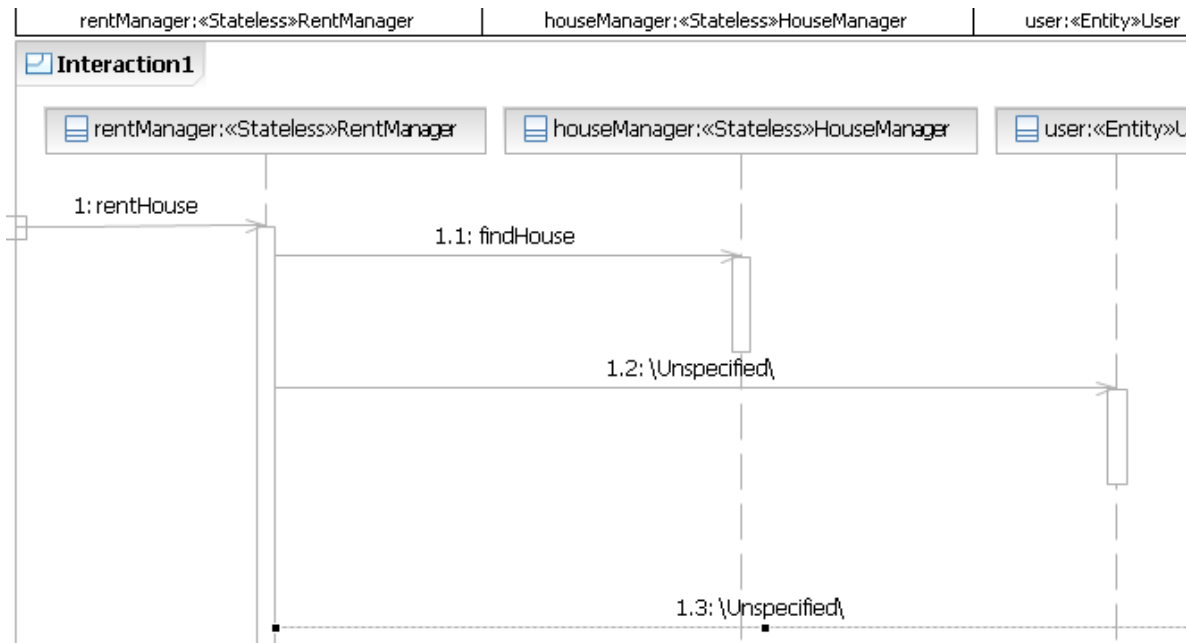 rentManager:«Stateless»RentManager houseManager:«Stateless»HouseManager user:«Entity»User
Interaction1
rentManager:«Stateless»RentManager houseManager:«Stateless»HouseManager user:«Entity»U
1: rentHouse
1.1: findHouse
1.2: \Unspecified\
1.3: \Unspecified\